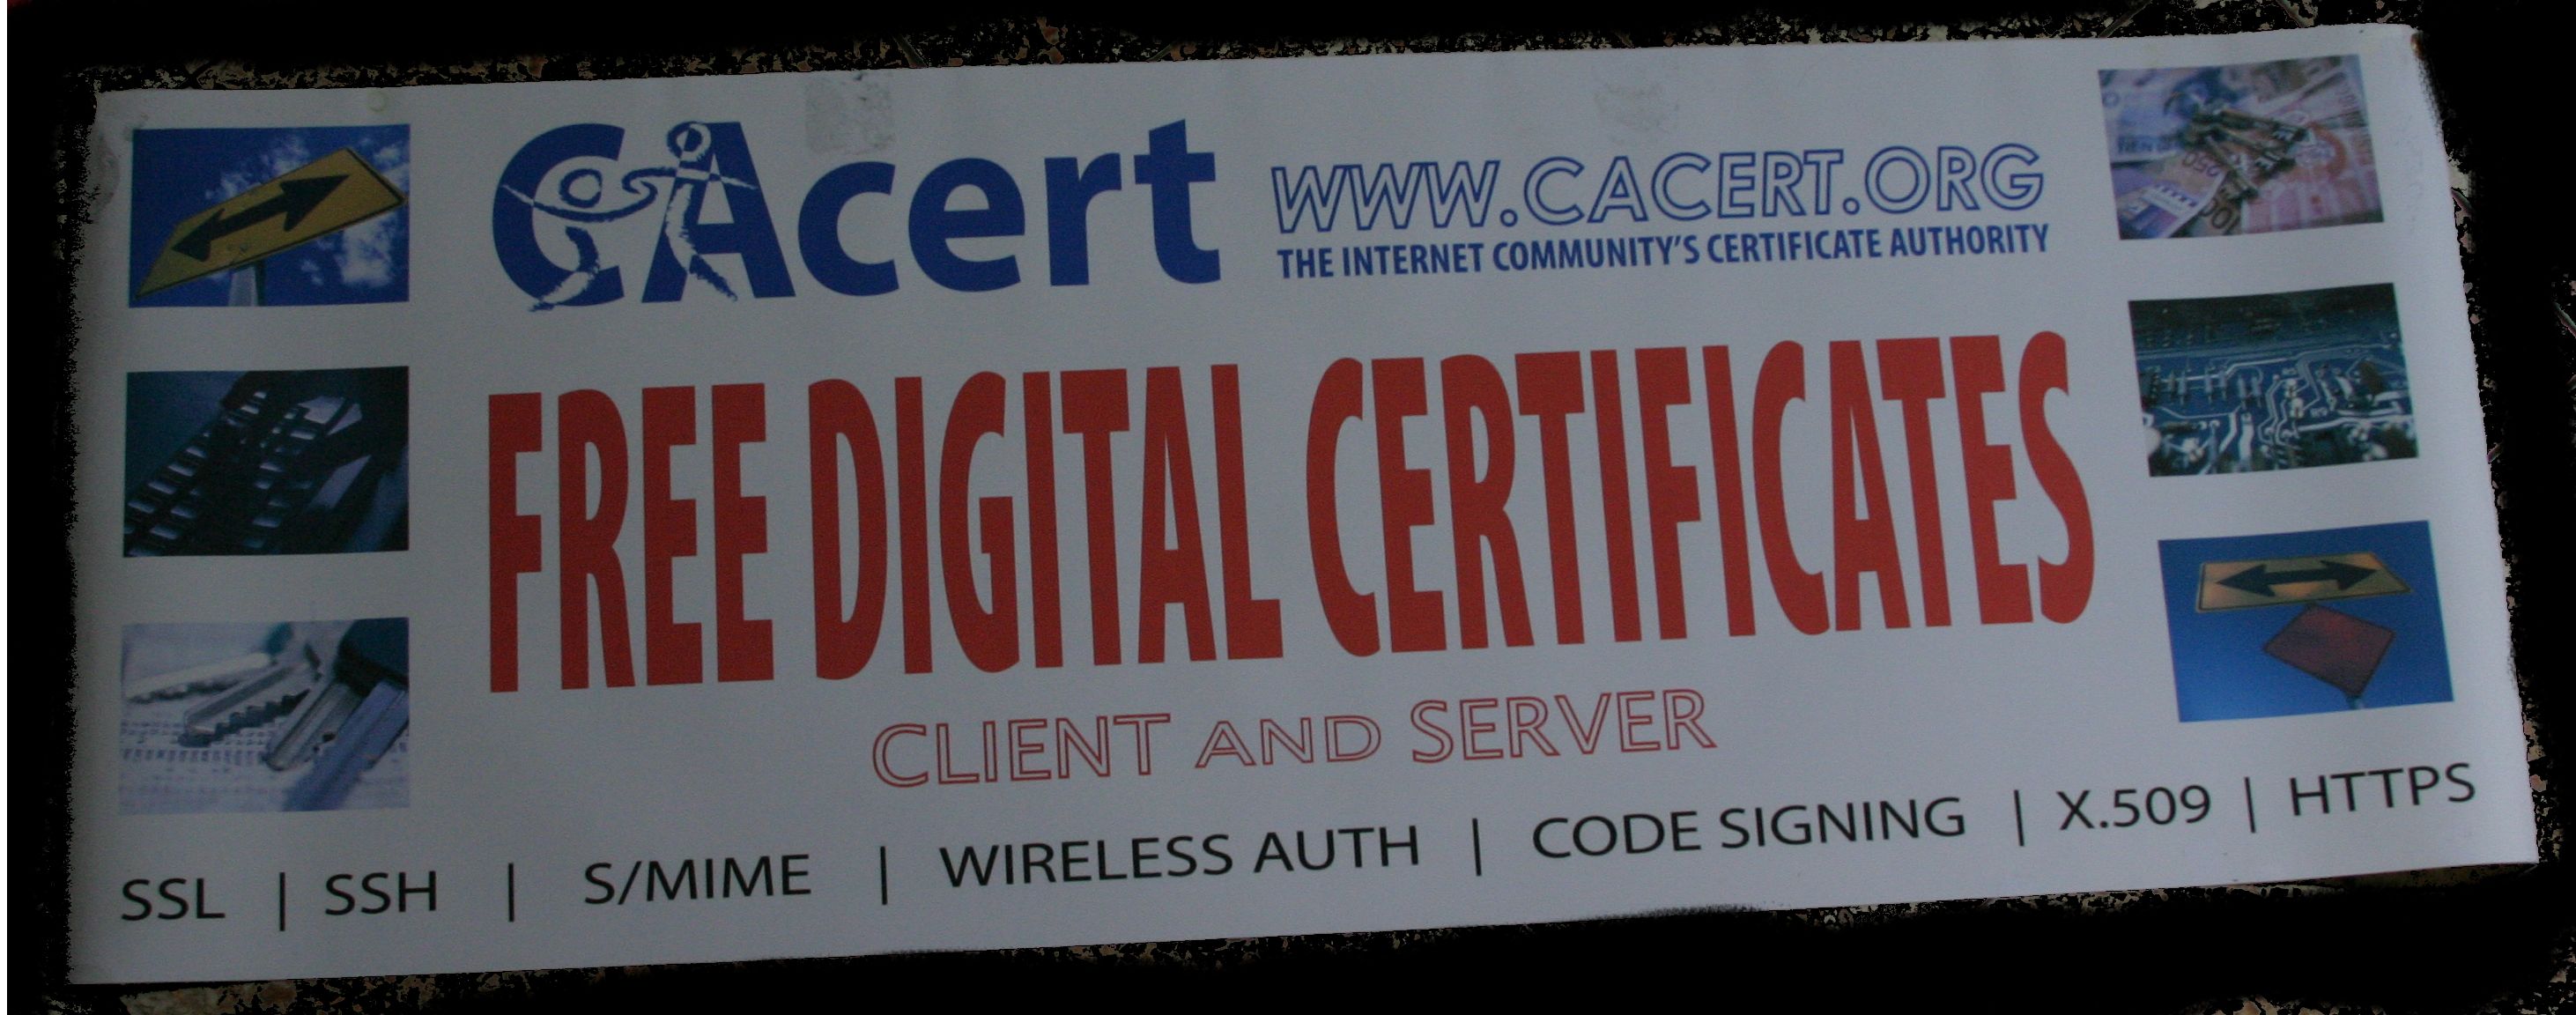 CAcert
WWW.CACERT.ORG
THE INTERNET COMMUNITY'S CERTIFICATE AUTHORITY
FREE DIGITAL CERTIFICATES
CLIENT AND SERVER
SSL | SSH | S/MIME | WIRELESS AUTH | CODE SIGNING | X.509 | HTTPS